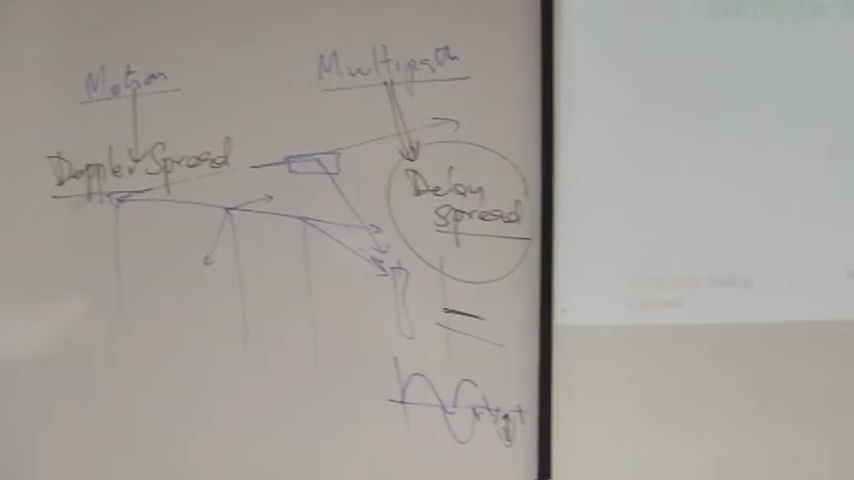 Motion
Multipath
Doppler Spread
Delay
Spread